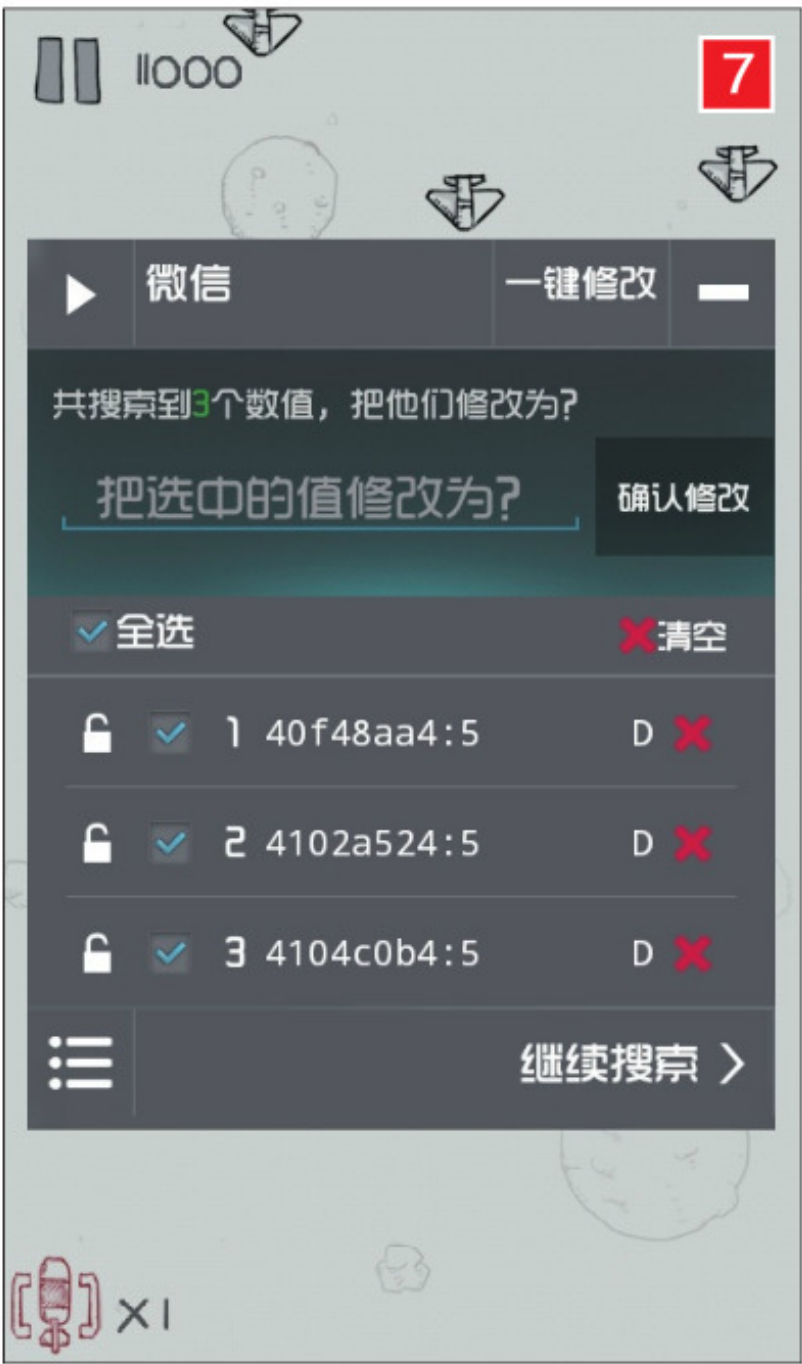 11000
7
微信 一键修改
共搜索到3个数值，把他们修改为?
把选中的值修改为? 确认修改
全选 清空
1 40f48aa4:5 D
2 4102a524:5 D
3 4104c0b4:5 D
继续搜索
X1